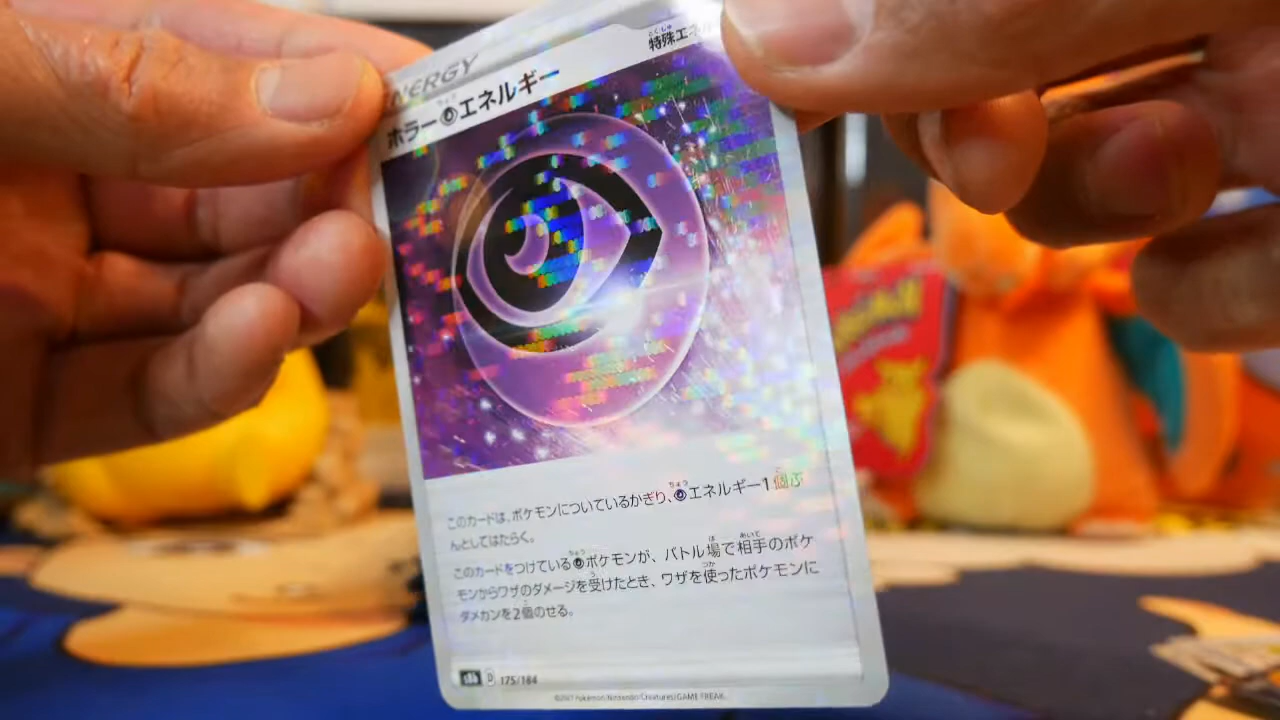 ENERGY
特殊エネル
ホラー超エネルギー
このカードは、ポケモンについているかぎり、超エネルギー1個ぶ
んとしてはたらく。
このカードをつけている超ポケモンが、バトル場で相手のポケ
モンからワザのダメージを受けたとき、ワザを使ったポケモンに
ダメカンを2個のせる。
s8b D 175/184
©2021 Pokémon/Nintendo/Creatures/GAME FREAK.